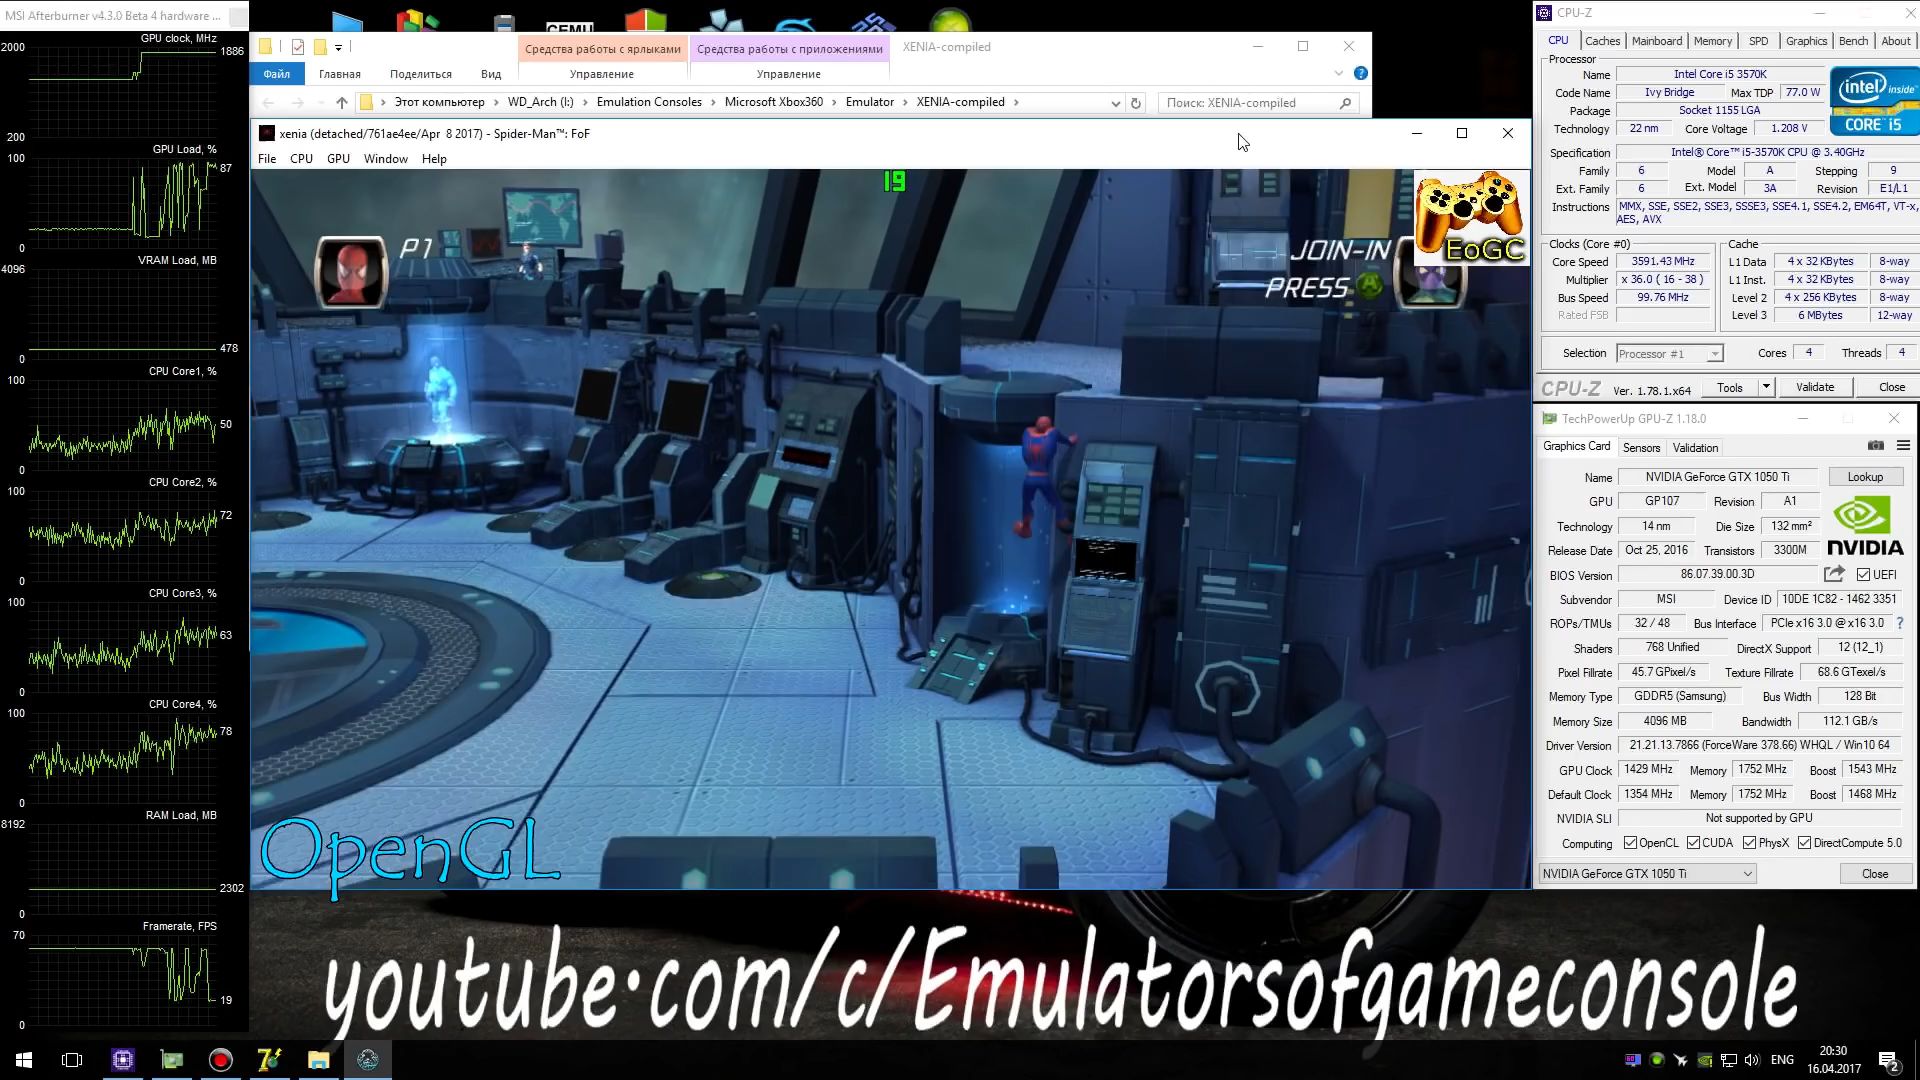 MSI Afterburner v4.3.0 Beta 4 hardware ...
GPU clock, MHz
2000
1886
200
GPU Load, %
100
87
0
VRAM Load, MB
4096
478
0
CPU Core1, %
100
50
0
CPU Core2, %
100
72
0
CPU Core3, %
100
63
0
CPU Core4, %
100
78
0
RAM Load, MB
8192
2302
0
Framerate, FPS
70
19
0
CEMU
Средства работы с ярлыками
Средства работы с приложениями
XENIA-compiled
Файл
Главная
Поделиться
Вид
Управление
Управление
Этот компьютер
WD_Arch (I:)
Emulation Consoles
Microsoft Xbox360
Emulator
XENIA-compiled
Поиск: XENIA-compiled
xenia (detached/761ae4ee/Apr 8 2017) - Spider-Man™: FoF
File CPU GPU Window Help
19
P1
JOIN-IN
PRESS A
EoGC
OpenGL
CPU-Z
CPU Caches Mainboard Memory SPD Graphics Bench About
Processor
Name Intel Core i5 3570K
Code Name Ivy Bridge Max TDP 77.0 W
Package Socket 1155 LGA
Technology 22 nm Core Voltage 1.208 V
Specification Intel® Core™ i5-3570K CPU @ 3.40GHz
Family 6 Model A Stepping 9
Ext. Family 6 Ext. Model 3A Revision E1/L1
Instructions MMX, SSE, SSE2, SSE3, SSSE3, SSE4.1, SSE4.2, EM64T, VT-x,
AES, AVX
intel inside™
CORE™ i5
Clocks (Core #0)
Core Speed 3591.43 MHz
Multiplier x 36.0 ( 16 - 38 )
Bus Speed 99.76 MHz
Rated FSB
Cache
L1 Data 4 x 32 KBytes 8-way
L1 Inst. 4 x 32 KBytes 8-way
Level 2 4 x 256 KBytes 8-way
Level 3 6 MBytes 12-way
Selection Processor #1 Cores 4 Threads 4
CPU-Z Ver. 1.78.1.x64 Tools Validate Close
TechPowerUp GPU-Z 1.18.0
Graphics Card Sensors Validation
Name NVIDIA GeForce GTX 1050 Ti Lookup
GPU GP107 Revision A1
Technology 14 nm Die Size 132 mm²
Release Date Oct 25, 2016 Transistors 3300M
NVIDIA
BIOS Version 86.07.39.00.3D UEFI
Subvendor MSI Device ID 10DE 1C82 - 1462 3351
ROPs/TMUs 32 / 48 Bus Interface PCIe x16 3.0 @ x16 3.0 ?
Shaders 768 Unified DirectX Support 12 (12_1)
Pixel Fillrate 45.7 GPixel/s Texture Fillrate 68.6 GTexel/s
Memory Type GDDR5 (Samsung) Bus Width 128 Bit
Memory Size 4096 MB Bandwidth 112.1 GB/s
Driver Version 21.21.13.7866 (ForceWare 378.66) WHQL / Win10 64
GPU Clock 1429 MHz Memory 1752 MHz Boost 1543 MHz
Default Clock 1354 MHz Memory 1752 MHz Boost 1468 MHz
NVIDIA SLI Not supported by GPU
Computing OpenCL CUDA PhysX DirectCompute 5.0
NVIDIA GeForce GTX 1050 Ti Close
youtube.com/c/Emulatorsofgameconsole
ENG
20:30
16.04.2017
2